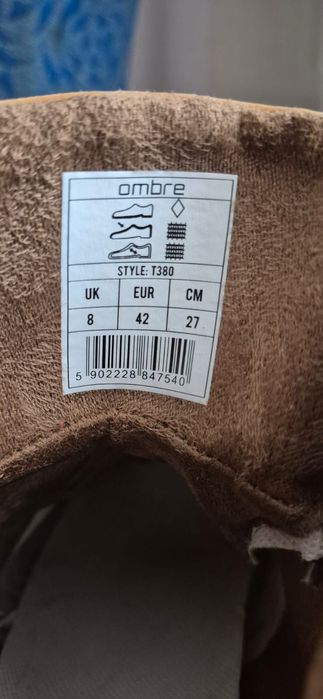 ombre
STYLE: T380
UK EUR CM
8 42 27
5 902228 847540